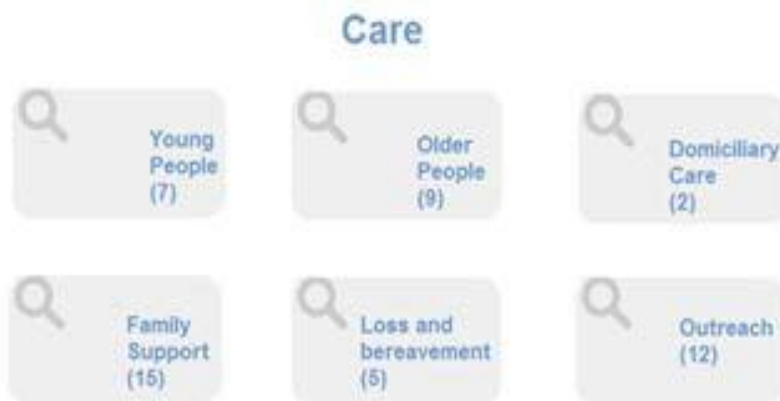 Care
Young
People
(7)
Older
People
(9)
Domiciliary
Care
(2)
Family
Support
(15)
Loss and
bereavement
(5)
Outreach
(12)